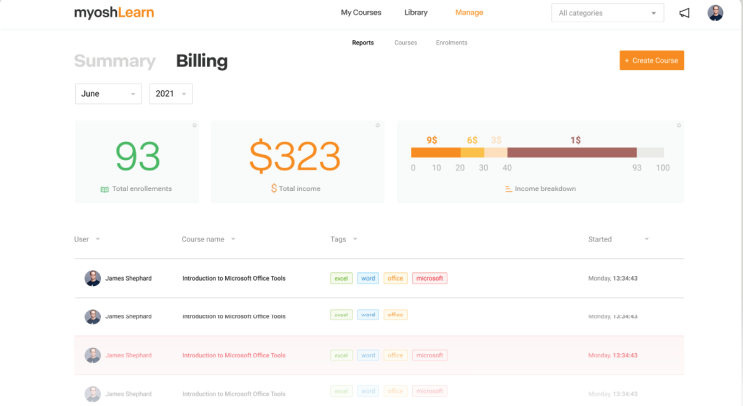 myoshLearn
My Courses Library Manage
All categories
Reports Courses Enrolments
Summary Billing
+ Create Course
June 2021
93
Total enrollements
$323
$ Total income
9$ 6$ 3$ 1$
0 10 20 30 40 93 100
Income breakdown
User Course name Tags Started
James Shephard Introduction to Microsoft Office Tools excel word office microsoft Monday, 13:34:43
James Shephard Introduction to Microsoft Office Tools excel word office Monday, 13:34:43
James Shephard Introduction to Microsoft Office Tools excel word office microsoft Monday, 13:34:43
James Shephard Introduction to Microsoft Office Tools excel word office microsoft Monday, 13:34:43